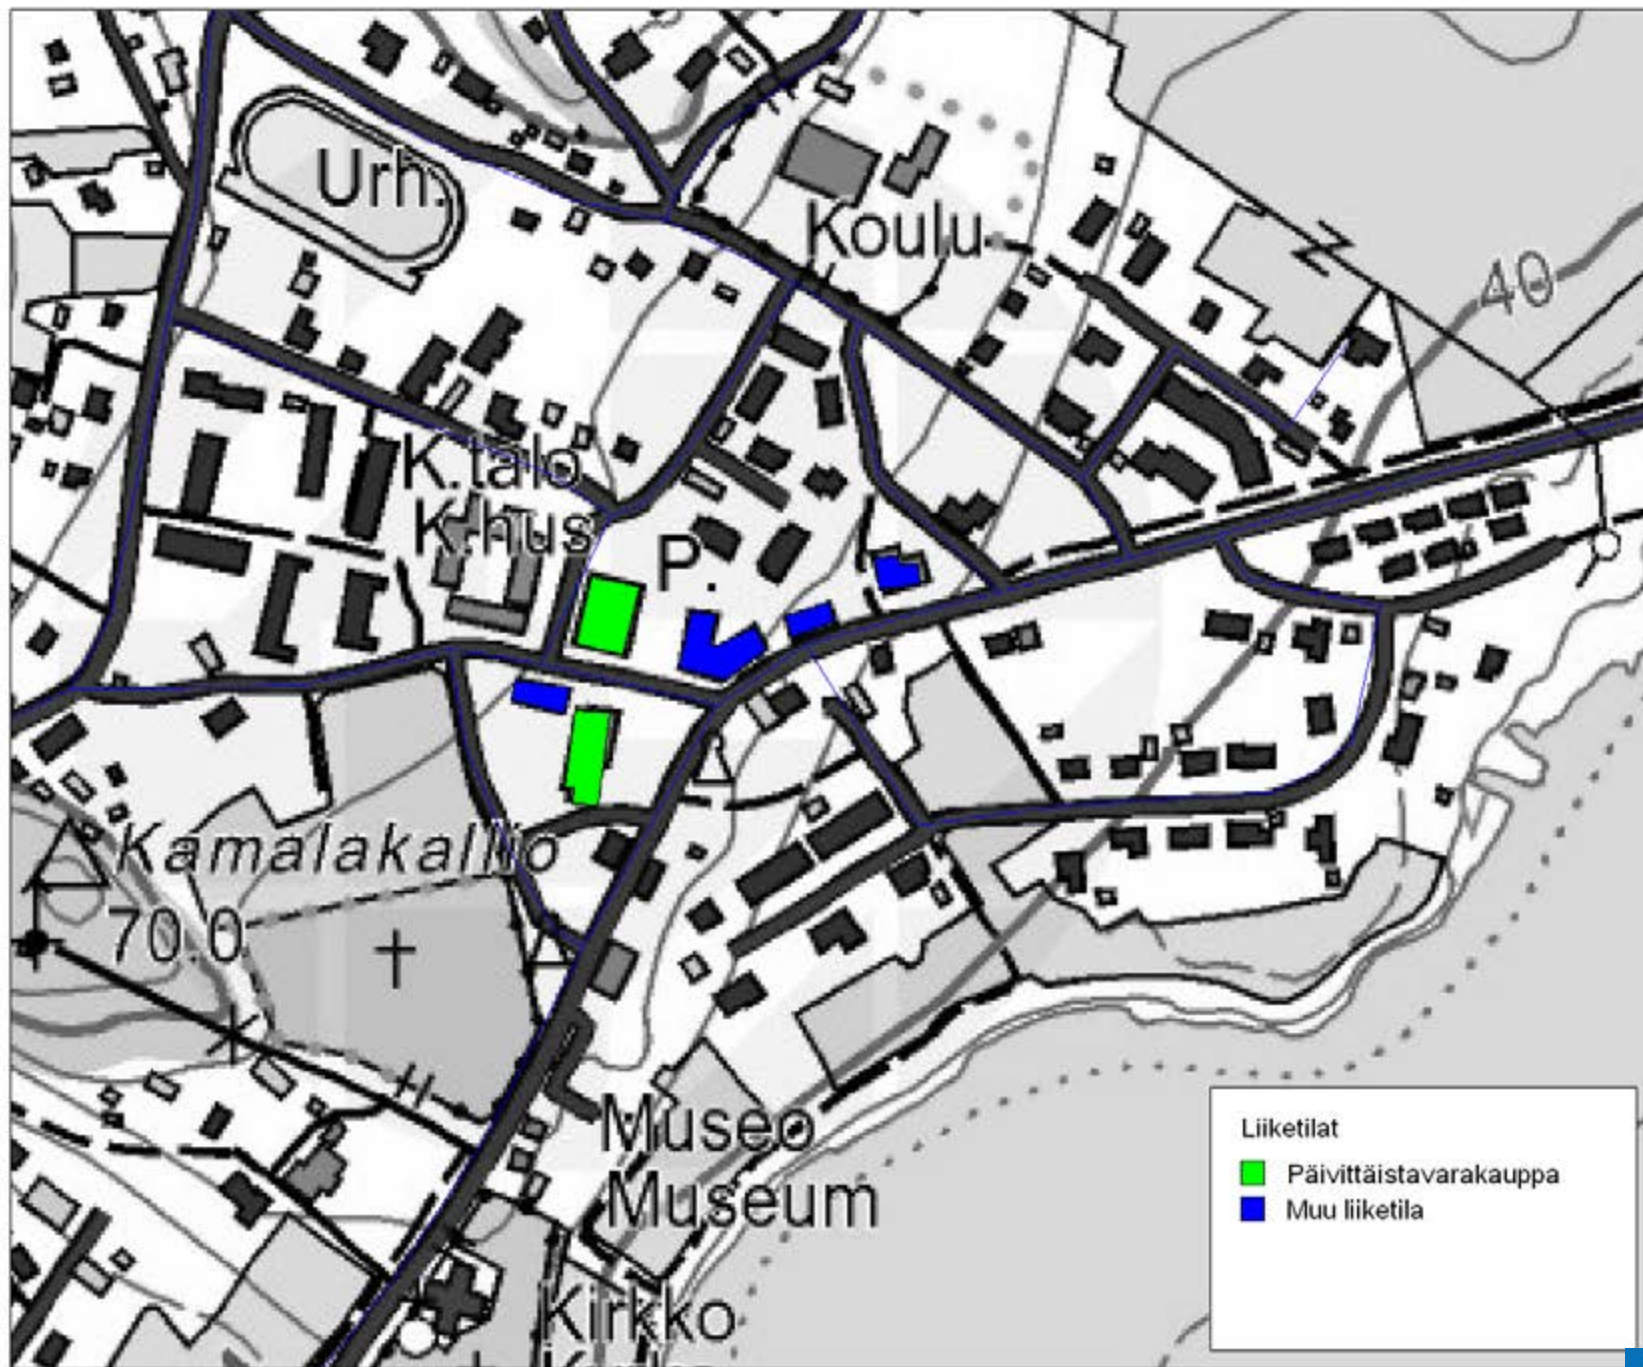 Urh.
Koulu
40
K.talo
K.hus
P.
Kamalakallio
70.0
Museo
Museum
Kirkko
Liiketilat
Päivittäistavarakauppa
Muu liiketila